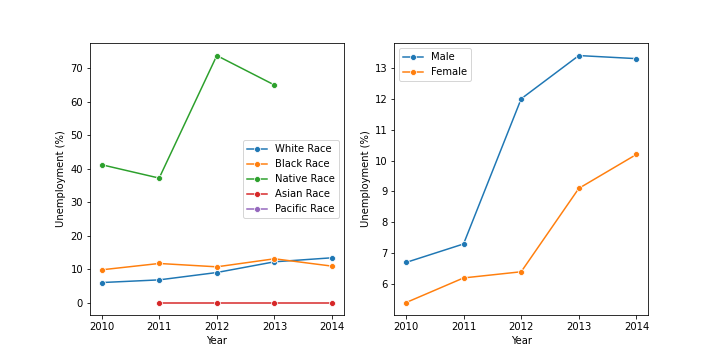 70
60
50
40
30
20
10
0
Unemployment (%)
White Race
Black Race
Native Race
Asian Race
Pacific Race
2010 2011 2012 2013 2014
Year
13
12
11
10
9
8
7
6
Unemployment (%)
Male
Female
2010 2011 2012 2013 2014
Year